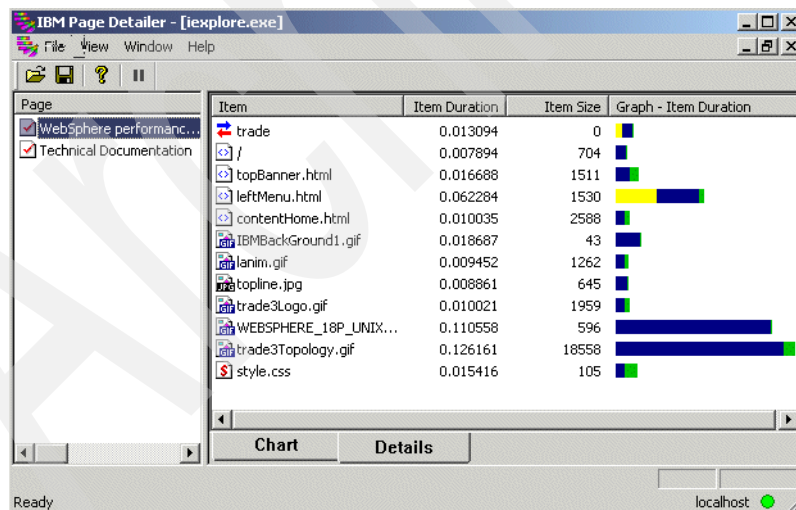 IBM Page Detailer - [iexplore.exe]
File View Window Help
Page
WebSphere performanc...
Technical Documentation
Item Item Duration Item Size Graph - Item Duration
trade 0.013094 0
/ 0.007894 704
topBanner.html 0.016688 1511
leftMenu.html 0.062284 1530
contentHome.html 0.010035 2588
IBMBackGround1.gif 0.018687 43
lanim.gif 0.009452 1262
topline.jpg 0.008861 645
trade3Logo.gif 0.010021 1959
WEBSPHERE_18P_UNIX... 0.110558 596
trade3Topology.gif 0.126161 18558
style.css 0.015416 105
Chart Details
Ready localhost